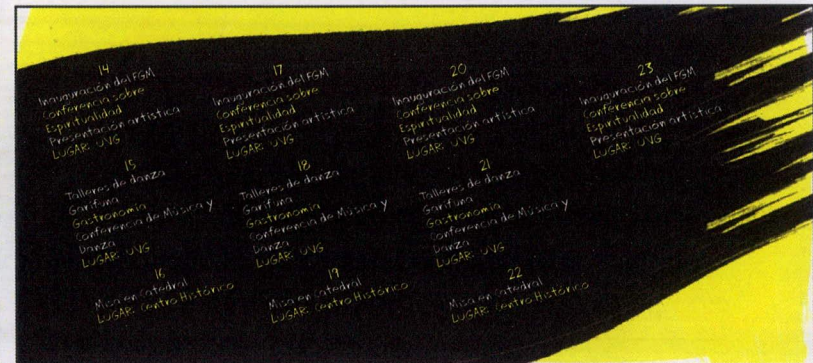 14
Inauguración del FGM
Conferencia sobre
Espiritualidad
Presentación artística
LUGAR: UVG
15
Talleres de danza
Garífuna
Gastronomía
Conferencia de Música y
Danza
LUGAR: UVG
16
Misa en catedral
LUGAR: Centro Histórico
17
Inauguración del FGM
Conferencia sobre
Espiritualidad
Presentación artística
LUGAR: UVG
18
Talleres de danza
Garífuna
Gastronomía
Conferencia de Música y
Danza
LUGAR: UVG
19
Misa en catedral
LUGAR: Centro Histórico
20
Inauguración del FGM
Conferencia sobre
Espiritualidad
Presentación artística
LUGAR: UVG
21
Talleres de danza
Garífuna
Gastronomía
Conferencia de Música y
Danza
LUGAR: UVG
22
Misa en catedral
LUGAR: Centro Histórico
23
Inauguración del FGM
Conferencia sobre
Espiritualidad
Presentación artística
LUGAR: UVG